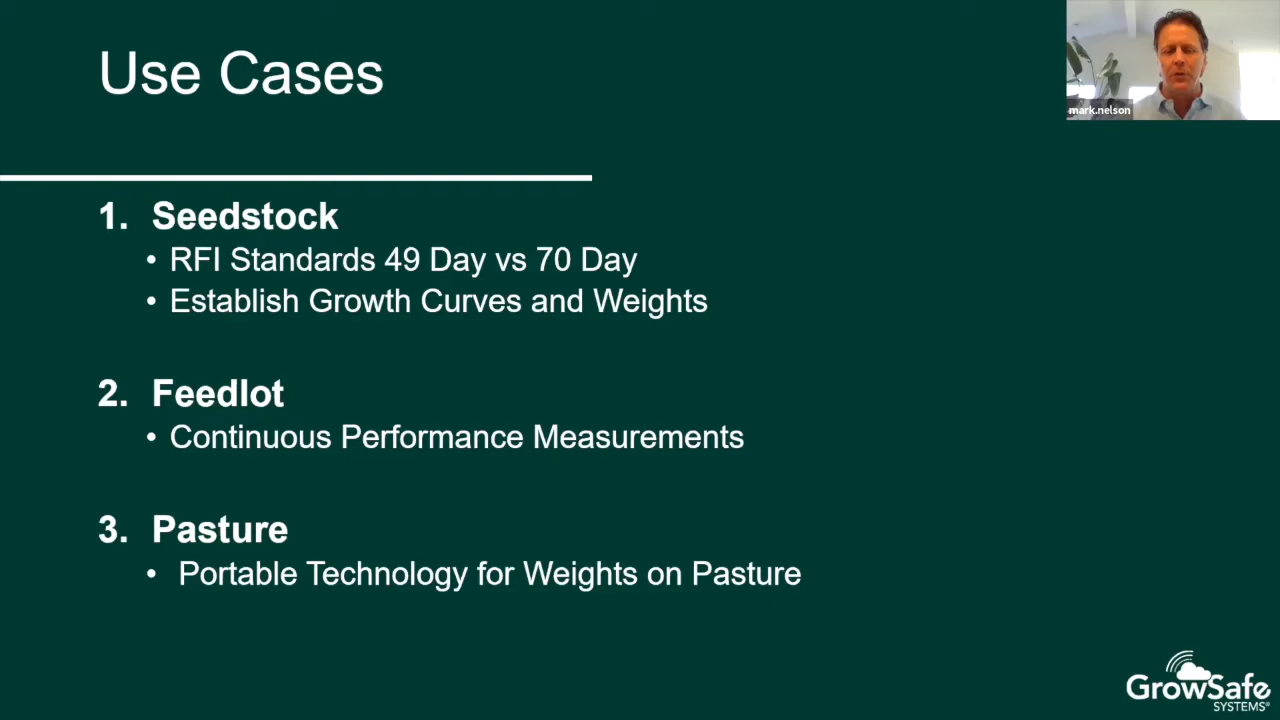 Use Cases
mark.nelson
1. Seedstock
• RFI Standards 49 Day vs 70 Day
• Establish Growth Curves and Weights
2. Feedlot
• Continuous Performance Measurements
3. Pasture
• Portable Technology for Weights on Pasture
GrowSafe
SYSTEMS®